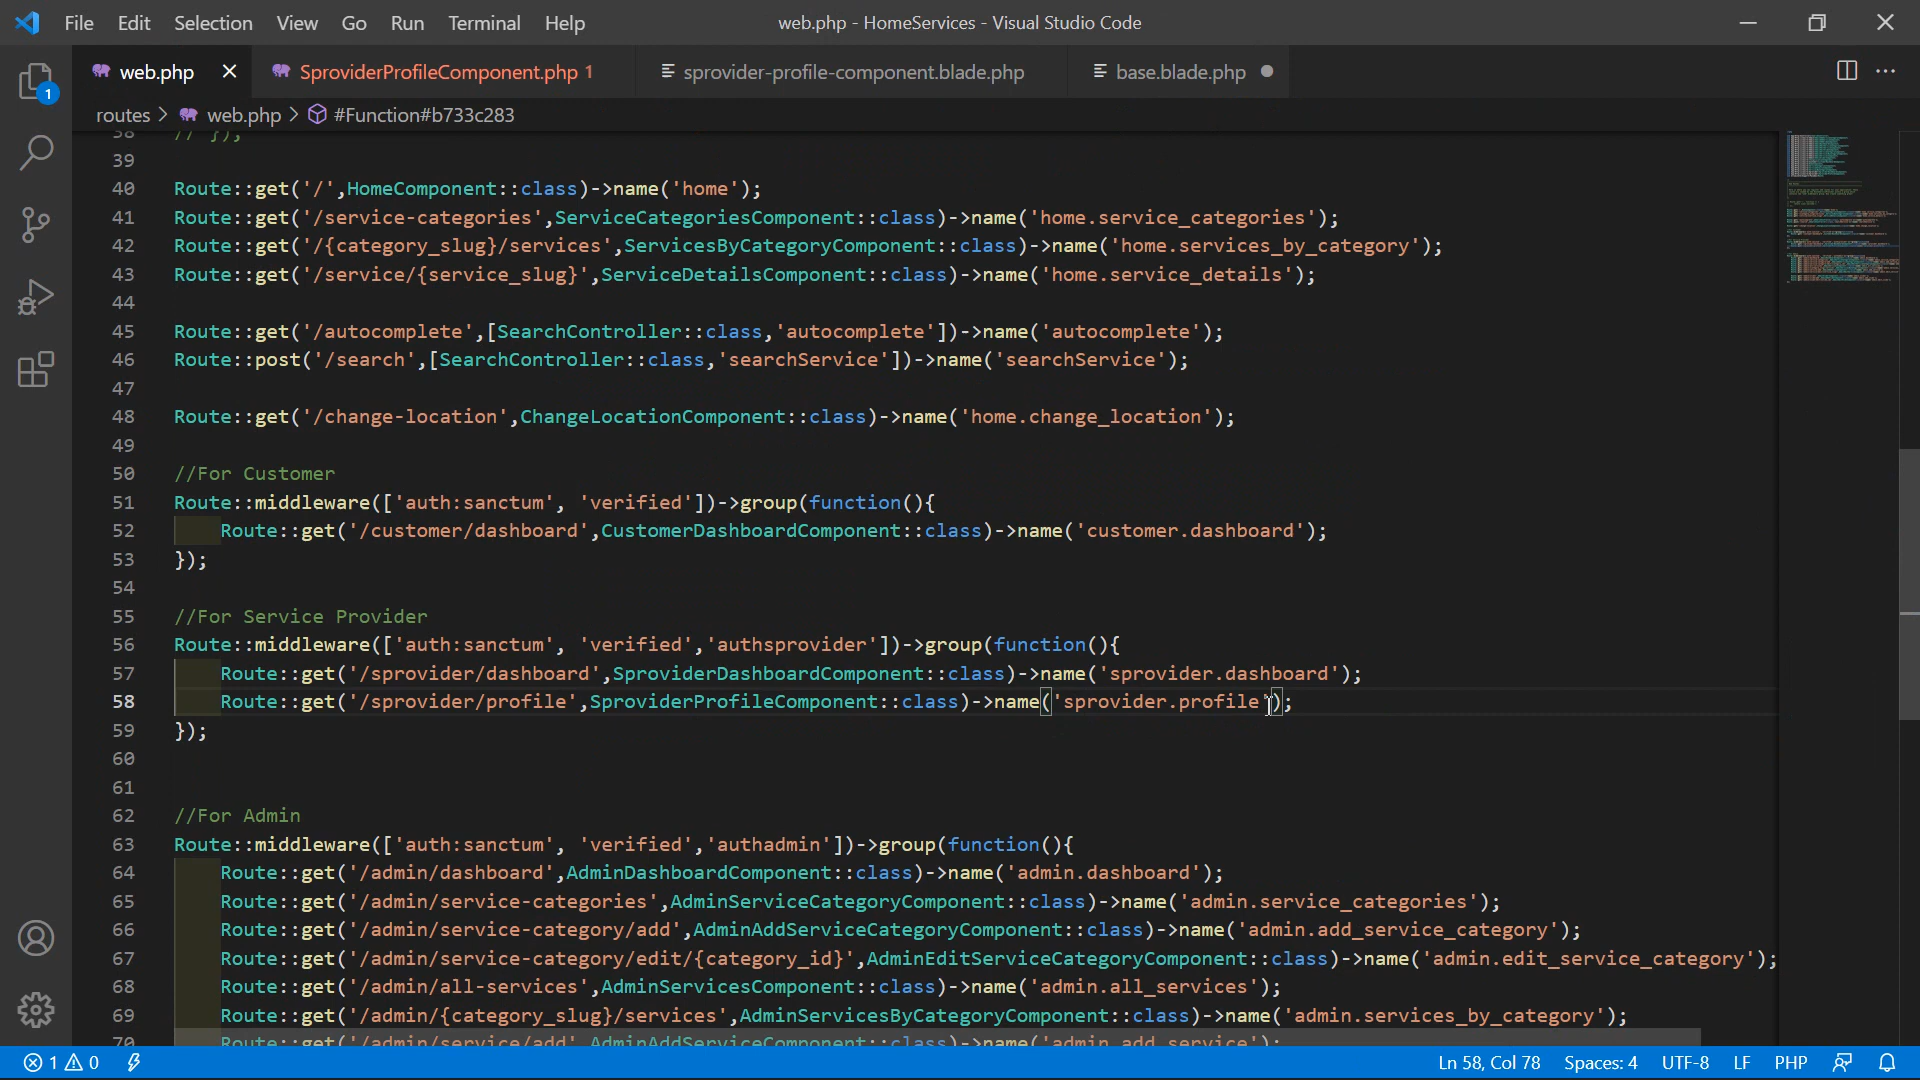 File Edit Selection View Go Run Terminal Help web.php - HomeServices - Visual Studio Code
web.php SproviderProfileComponent.php 1 sprovider-profile-component.blade.php base.blade.php
routes > web.php > #Function#b733c283
1
38 // });
39
40 Route::get('/',HomeComponent::class)->name('home');
41 Route::get('/service-categories',ServiceCategoriesComponent::class)->name('home.service_categories');
42 Route::get('/{category_slug}/services',ServicesByCategoryComponent::class)->name('home.services_by_category');
43 Route::get('/service/{service_slug}',ServiceDetailsComponent::class)->name('home.service_details');
44
45 Route::get('/autocomplete',[SearchController::class,'autocomplete'])->name('autocomplete');
46 Route::post('/search',[SearchController::class,'searchService'])->name('searchService');
47
48 Route::get('/change-location',ChangeLocationComponent::class)->name('home.change_location');
49
50 //For Customer
51 Route::middleware(['auth:sanctum', 'verified'])->group(function(){
52 Route::get('/customer/dashboard',CustomerDashboardComponent::class)->name('customer.dashboard');
53 });
54
55 //For Service Provider
56 Route::middleware(['auth:sanctum', 'verified','authsprovider'])->group(function(){
57 Route::get('/sprovider/dashboard',SproviderDashboardComponent::class)->name('sprovider.dashboard');
58 Route::get('/sprovider/profile',SproviderProfileComponent::class)->name('sprovider.profile');
59 });
60
61
62 //For Admin
63 Route::middleware(['auth:sanctum', 'verified','authadmin'])->group(function(){
64 Route::get('/admin/dashboard',AdminDashboardComponent::class)->name('admin.dashboard');
65 Route::get('/admin/service-categories',AdminServiceCategoryComponent::class)->name('admin.service_categories');
66 Route::get('/admin/service-category/add',AdminAddServiceCategoryComponent::class)->name('admin.add_service_category');
67 Route::get('/admin/service-category/edit/{category_id}',AdminEditServiceCategoryComponent::class)->name('admin.edit_service_category');
68 Route::get('/admin/all-services',AdminServicesComponent::class)->name('admin.all_services');
69 Route::get('/admin/{category_slug}/services',AdminServicesByCategoryComponent::class)->name('admin.services_by_category');
70 Route::get('/admin/service/add',AdminAddServiceComponent::class)->name('admin.add_service');
1 0 Ln 58, Col 78 Spaces: 4 UTF-8 LF PHP